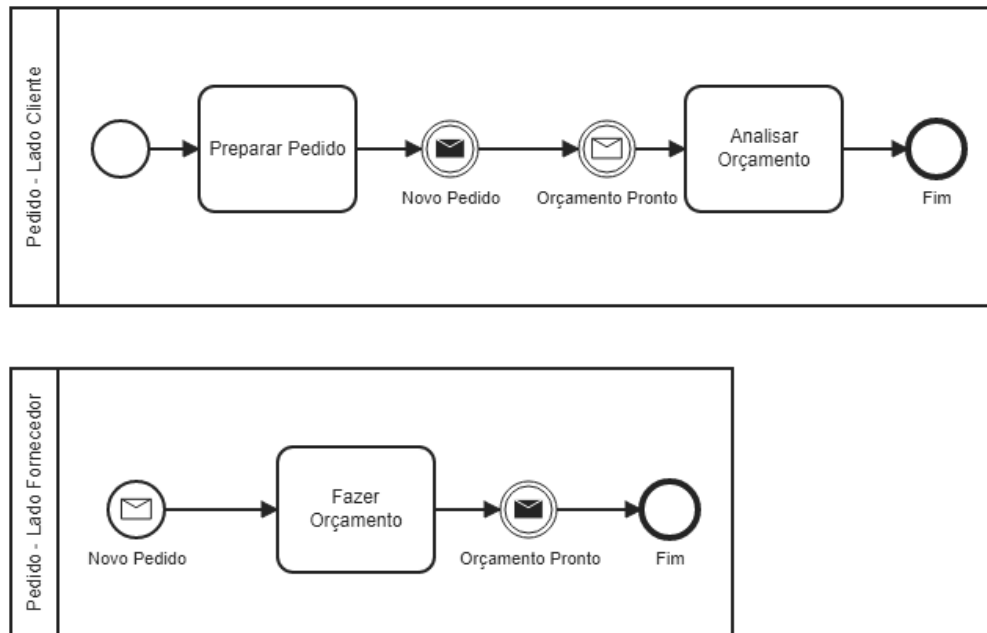 Pedido - Lado Cliente
Preparar Pedido
Novo Pedido
Orçamento Pronto
Analisar
Orçamento
Fim
Pedido - Lado Fornecedor
Novo Pedido
Fazer
Orçamento
Orçamento Pronto
Fim